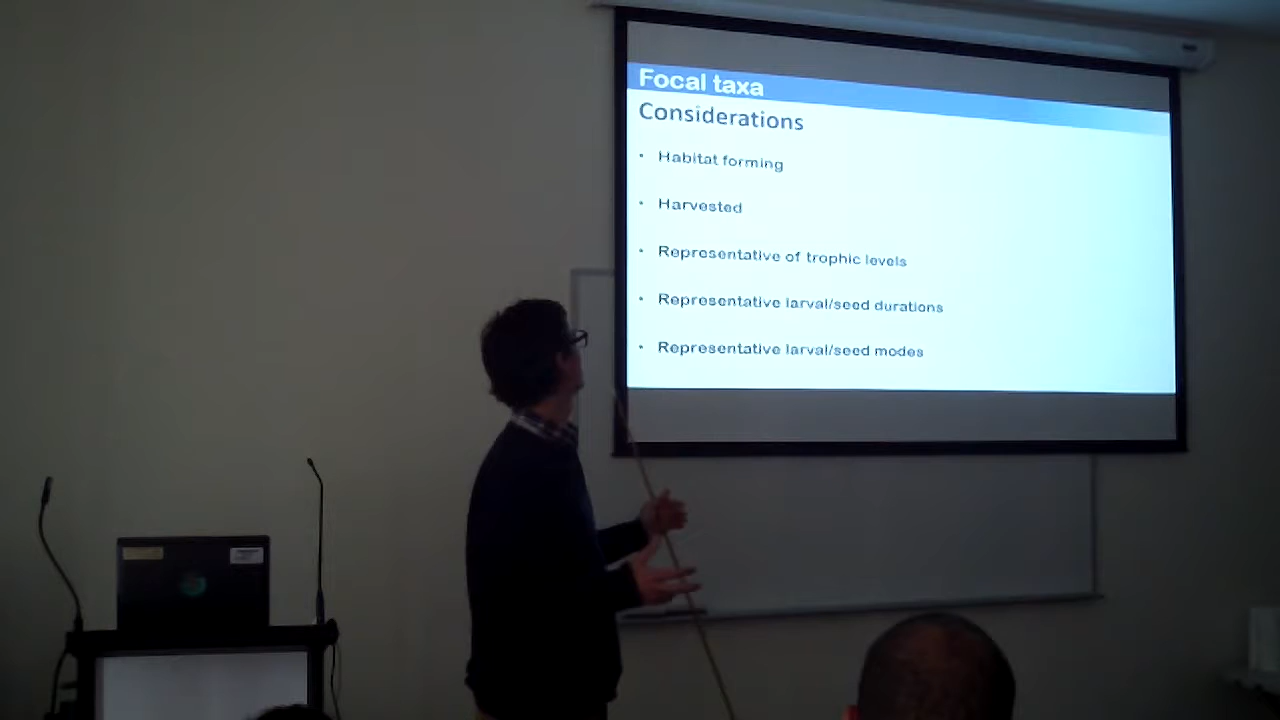 Focal taxa
Considerations
• Habitat forming
• Harvested
• Representative of trophic levels
• Representative larval/seed durations
• Representative larval/seed modes